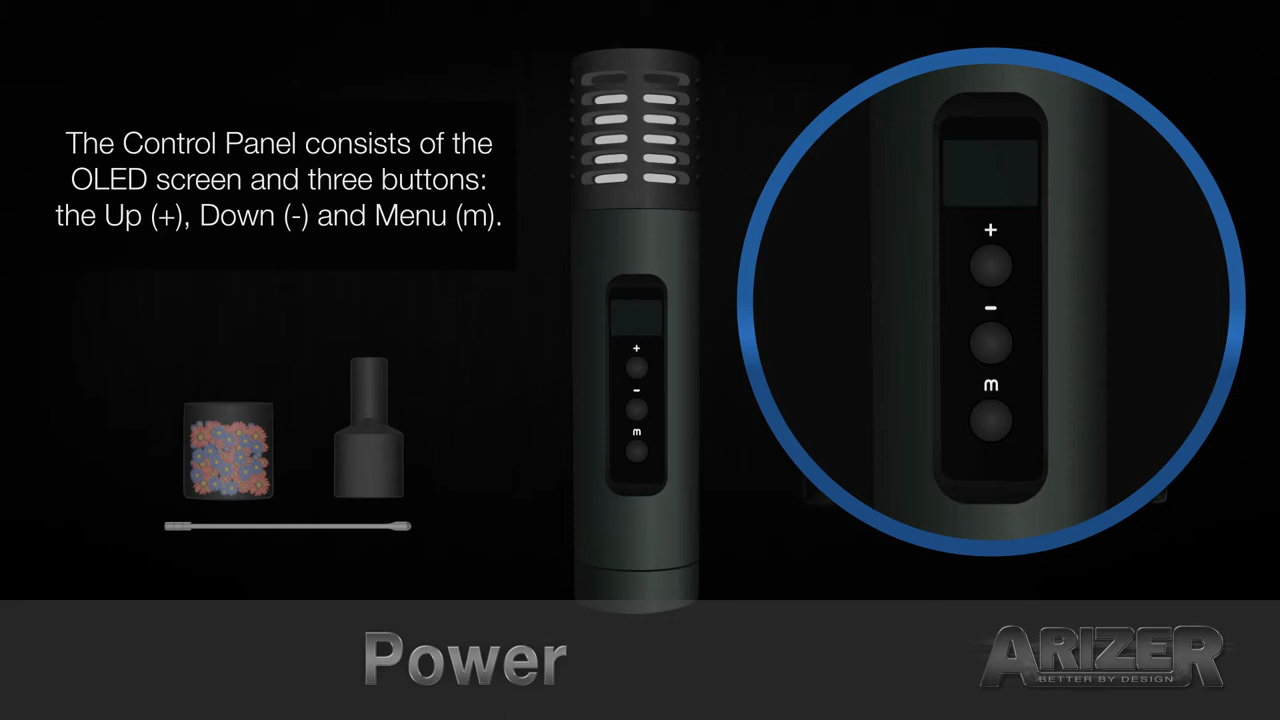 The Control Panel consists of the
OLED screen and three buttons:
the Up (+), Down (-) and Menu (m).
+
-
m
+
-
m
Power
ARIZER
BETTER BY DESIGN